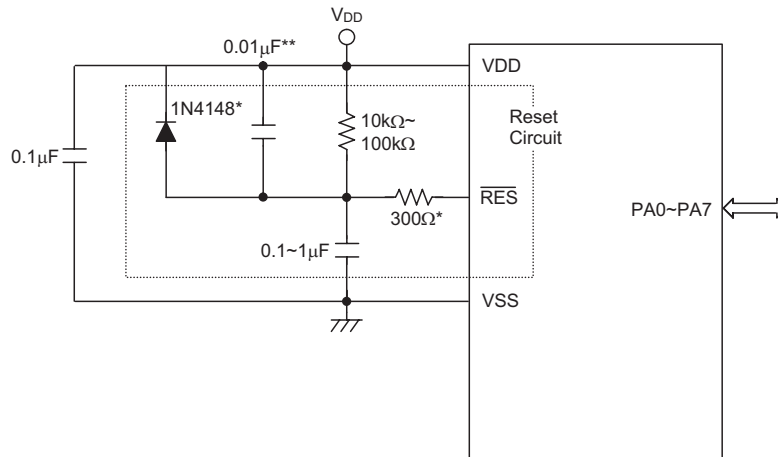 VDD
0.01µF**
VDD
1N4148*
10kΩ~
100kΩ
Reset
Circuit
0.1µF
RES
300Ω*
PA0~PA7
0.1~1µF
VSS